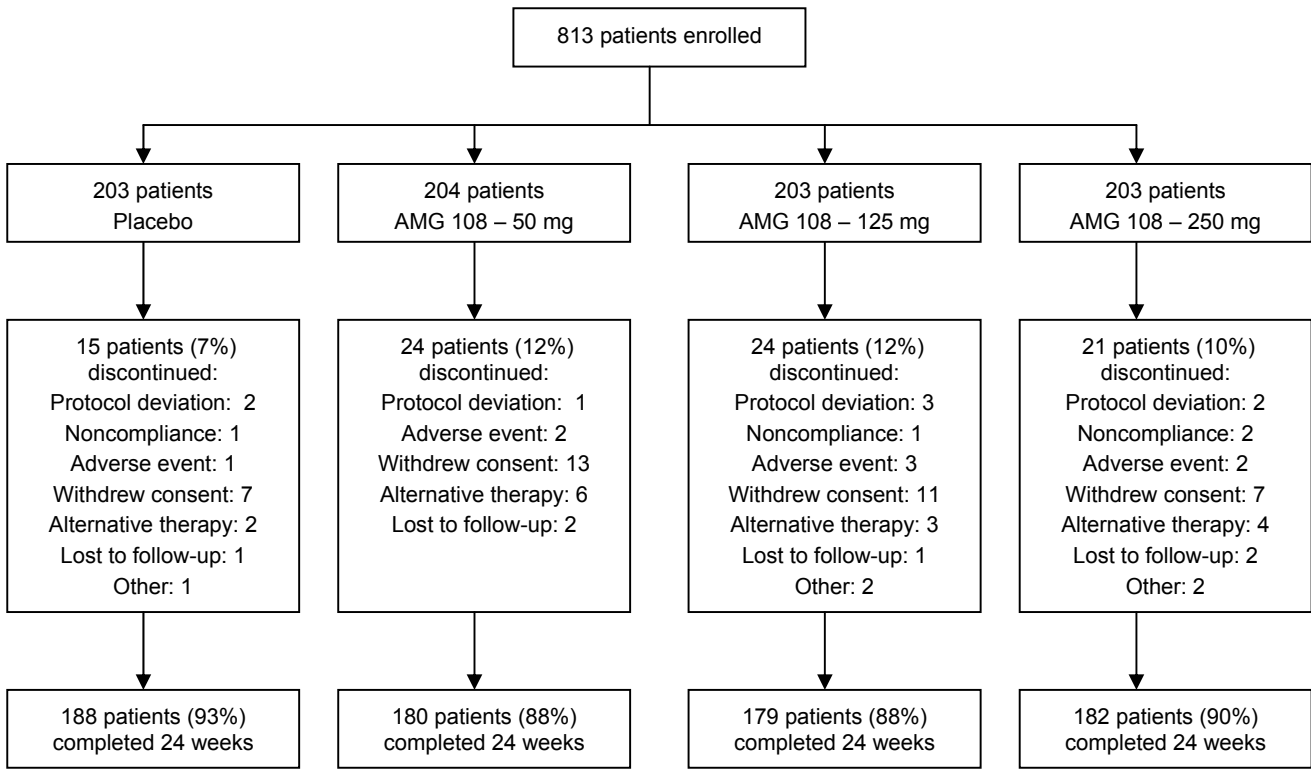 813 patients enrolled
203 patients
Placebo
204 patients
AMG 108 – 50 mg
203 patients
AMG 108 – 125 mg
203 patients
AMG 108 – 250 mg
15 patients (7%)
discontinued:
Protocol deviation:  2
Noncompliance: 1
Adverse event: 1
Withdrew consent: 7
Alternative therapy: 2
Lost to follow-up: 1
Other: 1
24 patients (12%)
discontinued:
Protocol deviation:  1
Adverse event: 2
Withdrew consent: 13
Alternative therapy: 6
Lost to follow-up: 2
24 patients (12%)
discontinued:
Protocol deviation: 3
Noncompliance: 1
Adverse event: 3
Withdrew consent: 11
Alternative therapy: 3
Lost to follow-up: 1
Other: 2
21 patients (10%)
discontinued:
Protocol deviation: 2
Noncompliance: 2
Adverse event: 2
Withdrew consent: 7
Alternative therapy: 4
Lost to follow-up: 2
Other: 2
188 patients (93%)
completed 24 weeks
180 patients (88%)
completed 24 weeks
179 patients (88%)
completed 24 weeks
182 patients (90%)
completed 24 weeks